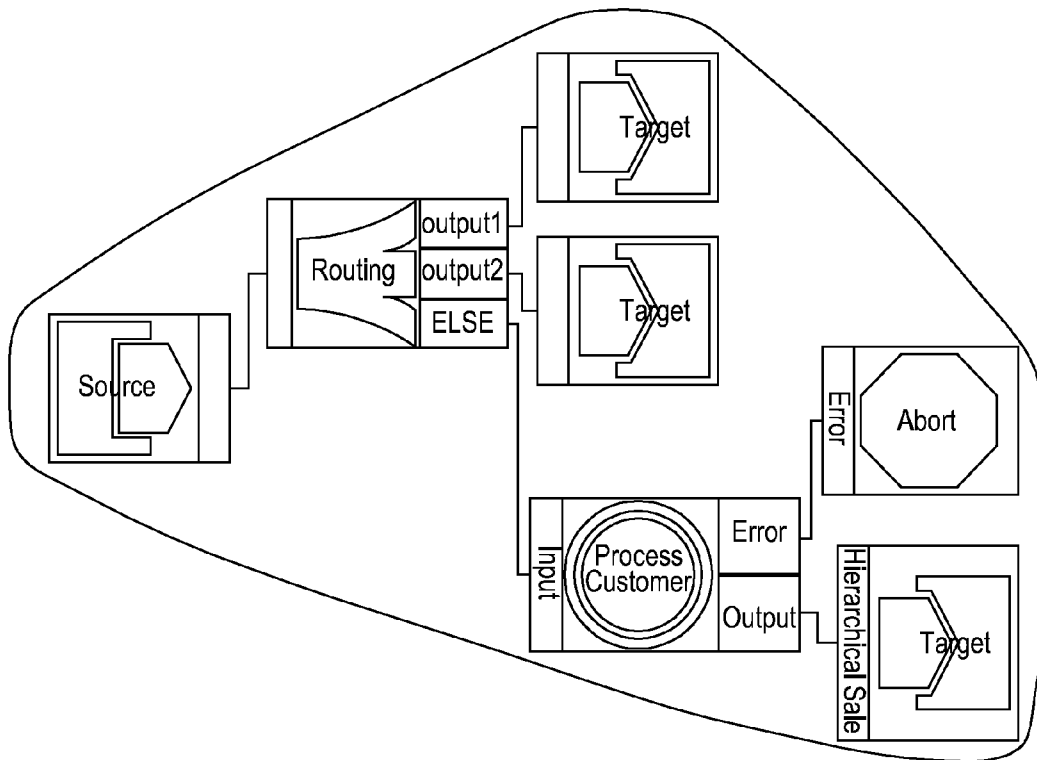 Target
output1
Routing
output2
ELSE
Target
Source
Error
Abort
Input
Process
Customer
Error
Output
Hierarchical Sale
Target